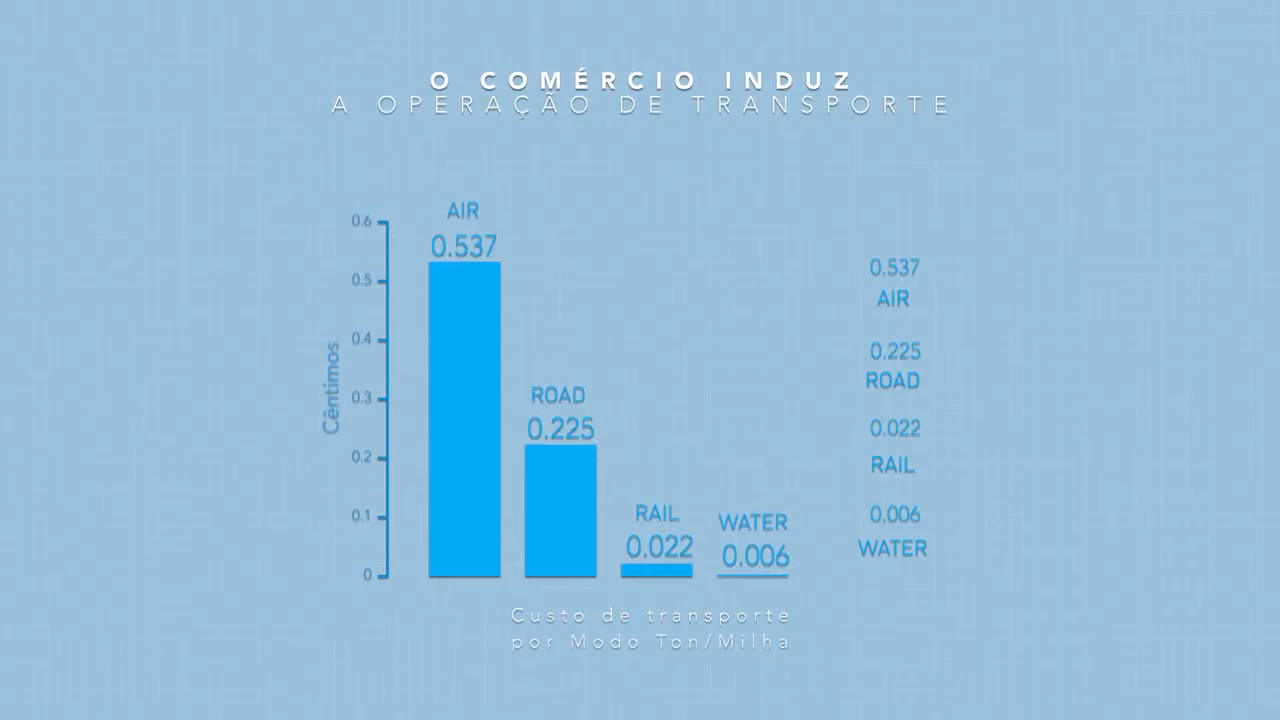 O COMÉRCIO INDUZ
A OPERAÇÃO DE TRANSPORTE
Cêntimos
0.6
0.5
0.4
0.3
0.2
0.1
0
AIR
0.537
ROAD
0.225
RAIL
0.022
WATER
0.006
0.537
AIR
0.225
ROAD
0.022
RAIL
0.006
WATER
Custo de transporte
por Modo Ton/Milha